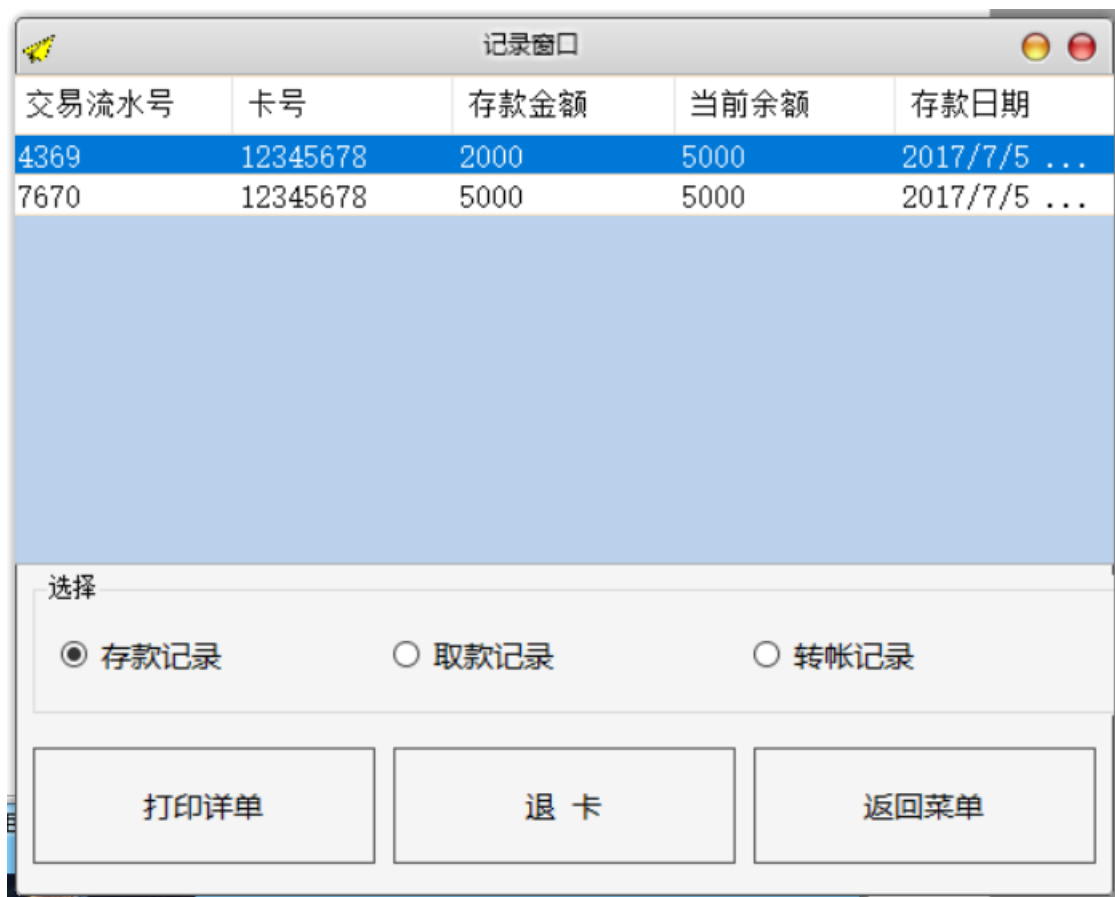 记录窗口
交易流水号 卡号 存款金额 当前余额 存款日期
4369 12345678 2000 5000 2017/7/5 ...
7670 12345678 5000 5000 2017/7/5 ...
选择
存款记录 取款记录 转帐记录
打印详单 退 卡 返回菜单